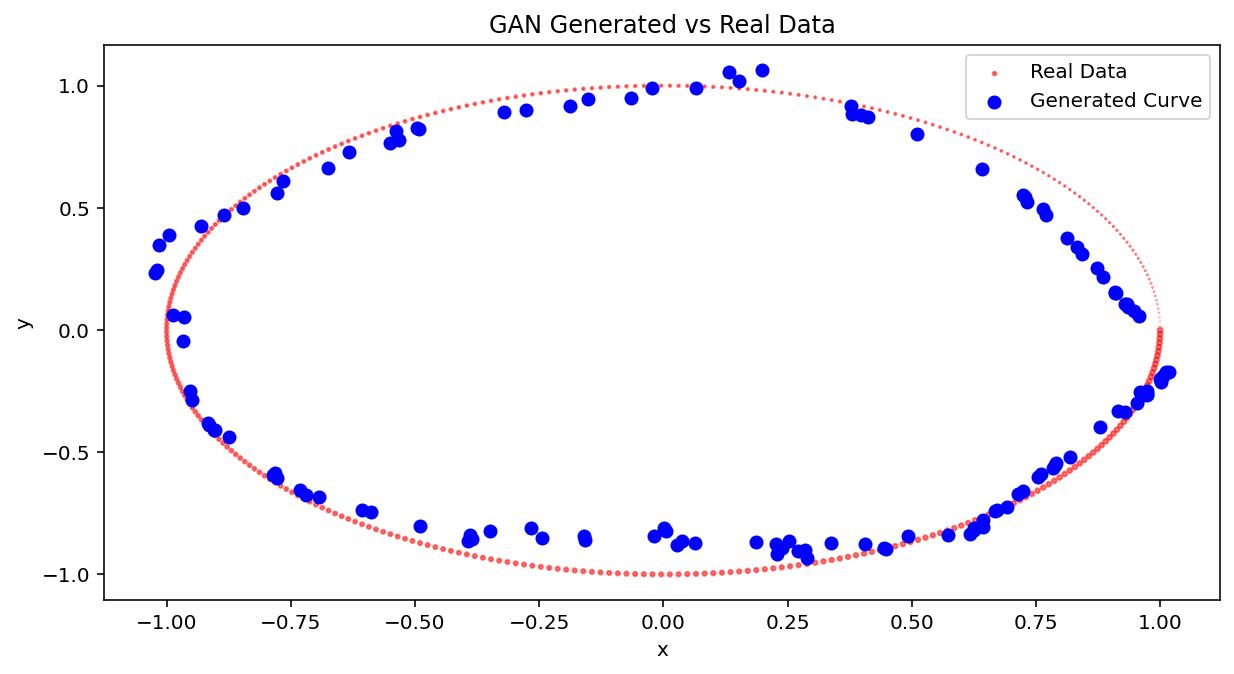 GAN Generated vs Real Data
Real Data
Generated Curve
1.0
0.5
0.0
−0.5
−1.0
y
−1.00 −0.75 −0.50 −0.25 0.00 0.25 0.50 0.75 1.00
x